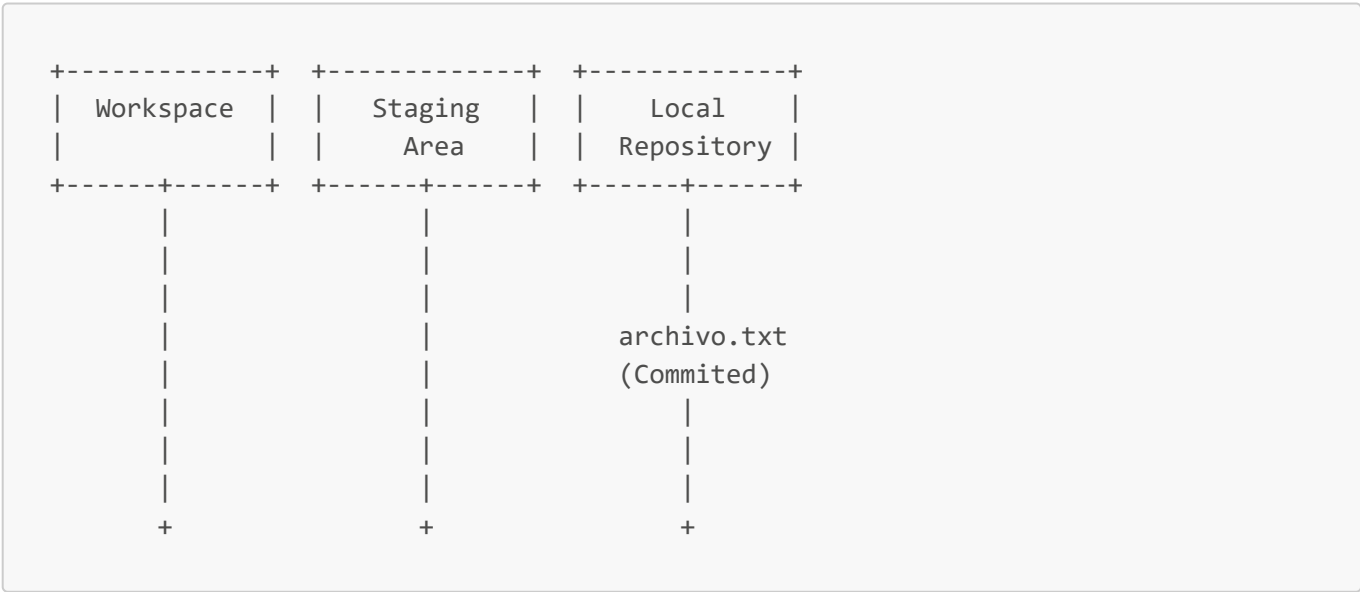 +-------------+  +-------------+  +-------------+
|  Workspace  |  |   Staging   |  |    Local    |
|             |  |     Area    |  |  Repository |
+------+------+  +------+------+  +------+------+
       |                |                |
       |                |                |
       |                |                |
       |                |            archivo.txt
       |                |            (Commited)
       |                |                |
       |                |                |
       |                |                |
       +                +                +